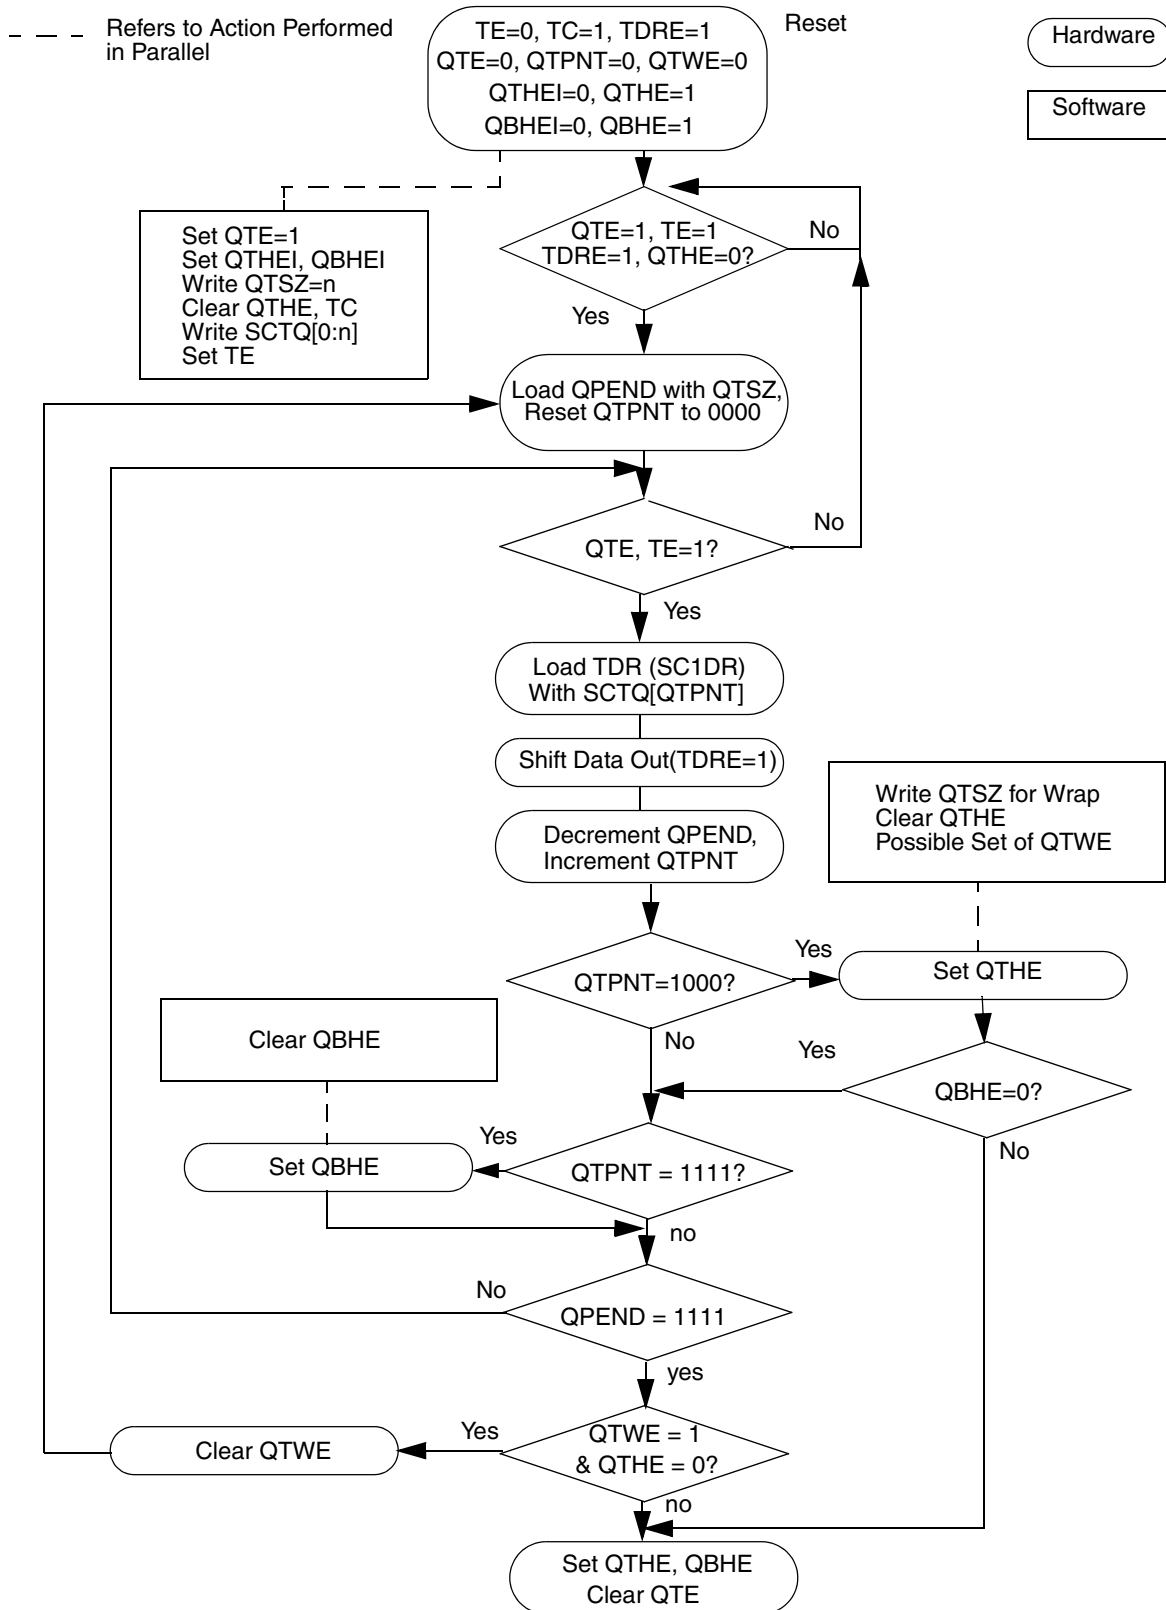 Refers to Action Performed
in Parallel
TE=0, TC=1, TDRE=1
QTE=0, QTPNT=0, QTWE=0
QTHEI=0, QTHE=1
QBHEI=0, QBHE=1
Reset
Hardware
Software
Set QTE=1
Set QTHEI, QBHEI
Write QTSZ=n
Clear QTHE, TC
Write SCTQ[0:n]
Set TE
QTE=1, TE=1
TDRE=1, QTHE=0?
No
Yes
Load QPEND with QTSZ,
Reset QTPNT to 0000
QTE, TE=1?
No
Yes
Load TDR (SC1DR)
With SCTQ[QTPNT]
Shift Data Out(TDRE=1)
Decrement QPEND,
Increment QTPNT
Write QTSZ for Wrap
Clear QTHE
Possible Set of QTWE
QTPNT=1000?
Yes
Set QTHE
No
Clear QBHE
Yes
QBHE=0?
No
Yes
Set QBHE
QTPNT = 1111?
no
No
QPEND = 1111
yes
Yes
Clear QTWE
QTWE = 1
& QTHE = 0?
no
Set QTHE, QBHE
Clear QTE